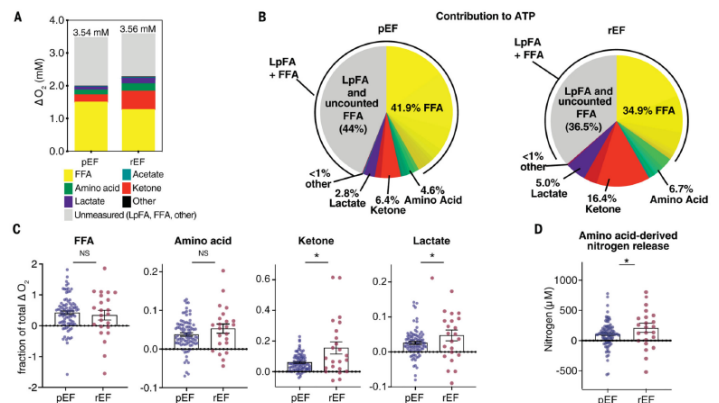 A
3.54 mM 3.56 mM
4.0
3.0
2.0
1.0
0.0
Δ O2 (mM)
pEF rEF
FFA Acetate
Amino acid Ketone
Lactate Other
Unmeasured (LpFA, FFA, other)
B
Contribution to ATP
pEF
LpFA
+ FFA
LpFA and
uncounted
FFA
(44%)
41.9% FFA
<1%
other
2.8%
Lactate
6.4%
Ketone
4.6%
Amino Acid
rEF
LpFA
+ FFA
LpFA and
uncounted
FFA
(36.5%)
34.9% FFA
<1%
other
5.0%
Lactate
16.4%
Ketone
6.7%
Amino Acid
C
fraction of total Δ O2
FFA
NS
2
1
0
-1
-2
pEF rEF
Amino acid
NS
0.2
0.1
0.0
-0.1
pEF rEF
Ketone
*
0.6
0.4
0.2
0.0
pEF rEF
Lactate
*
0.2
0.1
0.0
-0.1
pEF rEF
D
Amino acid-derived
nitrogen release
*
Nitrogen (μM)
1000
500
0
-500
pEF rEF